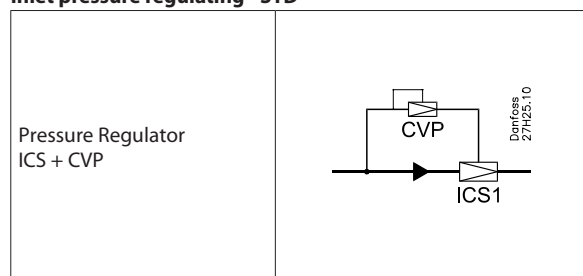 Inlet pressure regulating - STD
Pressure Regulator
ICS + CVP
CVP
ICS1
Danfoss
27H25.10